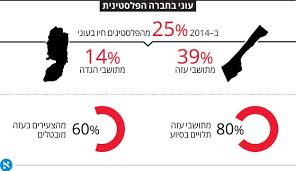 עוני בחברה הפלסטינית
ב–2014 25% מהפלסטינים חיו בעוני
39%
מתושבי עזה
14%
מתושבי הגדה
80%
מתושבי עזה
תלויים בסיוע
60%
מהצעירים בעזה
מובטלים